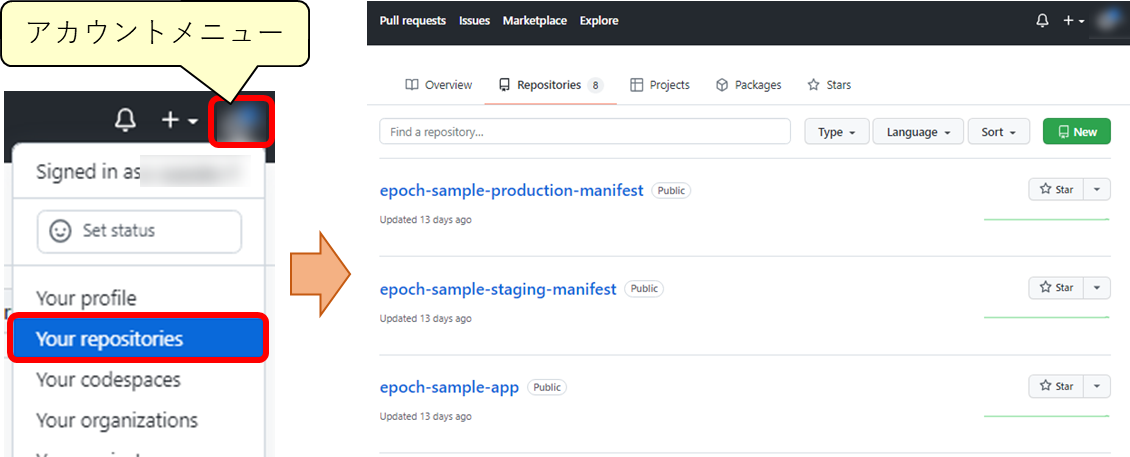 アカウントメニュー
Signed in as
Set status
Your profile
Your repositories
Your codespaces
Your organizations
Pull requests Issues Marketplace Explore
Overview Repositories 8 Projects Packages Stars
Find a repository... Type Language Sort New
epoch-sample-production-manifest Public Star
Updated 13 days ago
epoch-sample-staging-manifest Public Star
Updated 13 days ago
epoch-sample-app Public Star
Updated 13 days ago